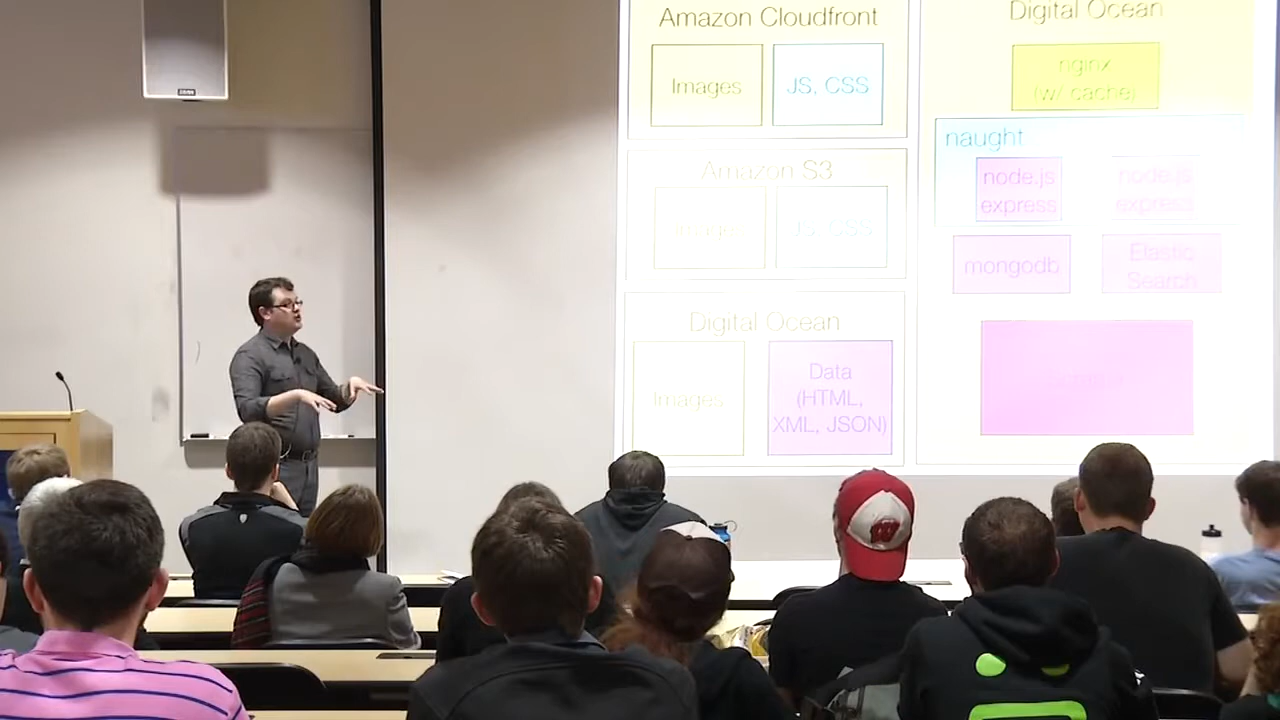 Amazon Cloudfront
Images
JS, CSS
Amazon S3
Images
JS, CSS
Digital Ocean
Images
Data
(HTML,
XML, JSON)
Digital Ocean
nginx
(w/ cache)
naught
node.js
express
node.js
express
mongodb
Elastic
Search
W